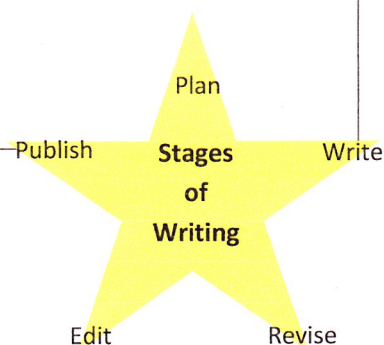 Plan
Publish
Stages
of
Writing
Write
Edit
Revise